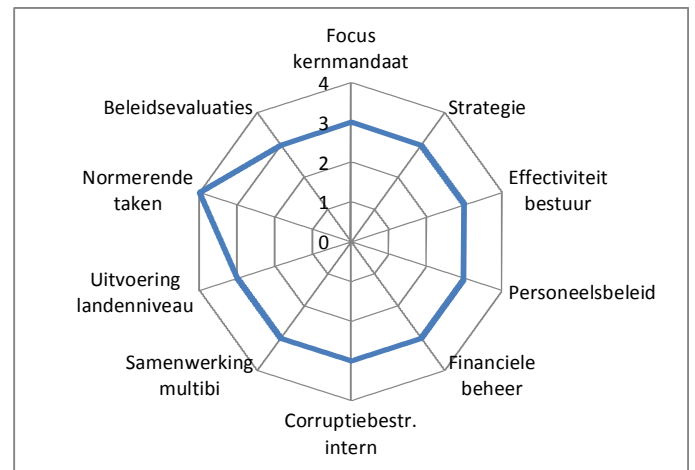 Focus
kernmandaat
4
Beleidsevaluaties
Strategie
3
Normerende
taken
2
Effectiviteit
bestuur
1
0
Uitvoering
landenniveau
Personeelsbeleid
Samenwerking
multibi
Financiele
beheer
Corruptiebestr.
intern